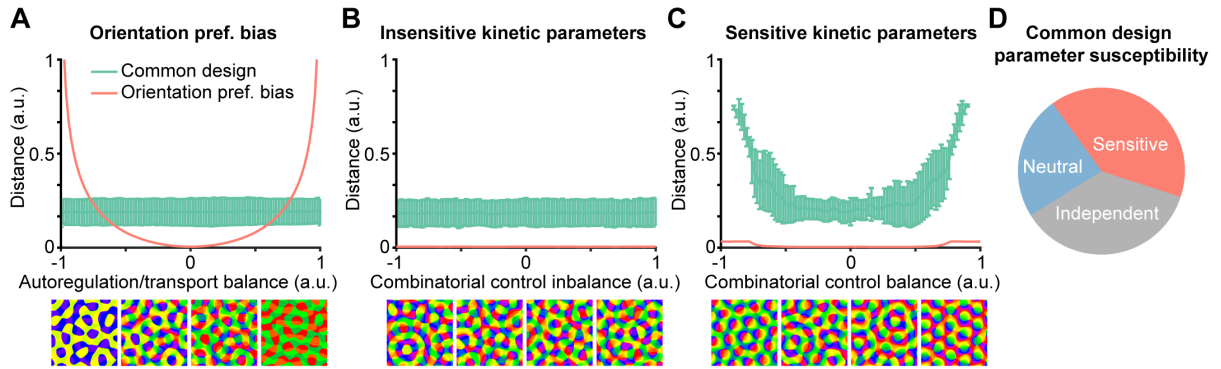 A
Orientation pref. bias
Distance (a.u.)
1
0.5
0
Common design
Orientation pref. bias
-1
0
1
Autoregulation/transport balance (a.u.)
B
Insensitive kinetic parameters
Distance (a.u.)
1
0.5
0
-1
0
1
Combinatorial control inbalance (a.u.)
C
Sensitive kinetic parameters
Distance (a.u.)
1
0.5
0
-1
0
1
Combinatorial control balance (a.u.)
D
Common design
parameter susceptibility
Sensitive
Neutral
Independent